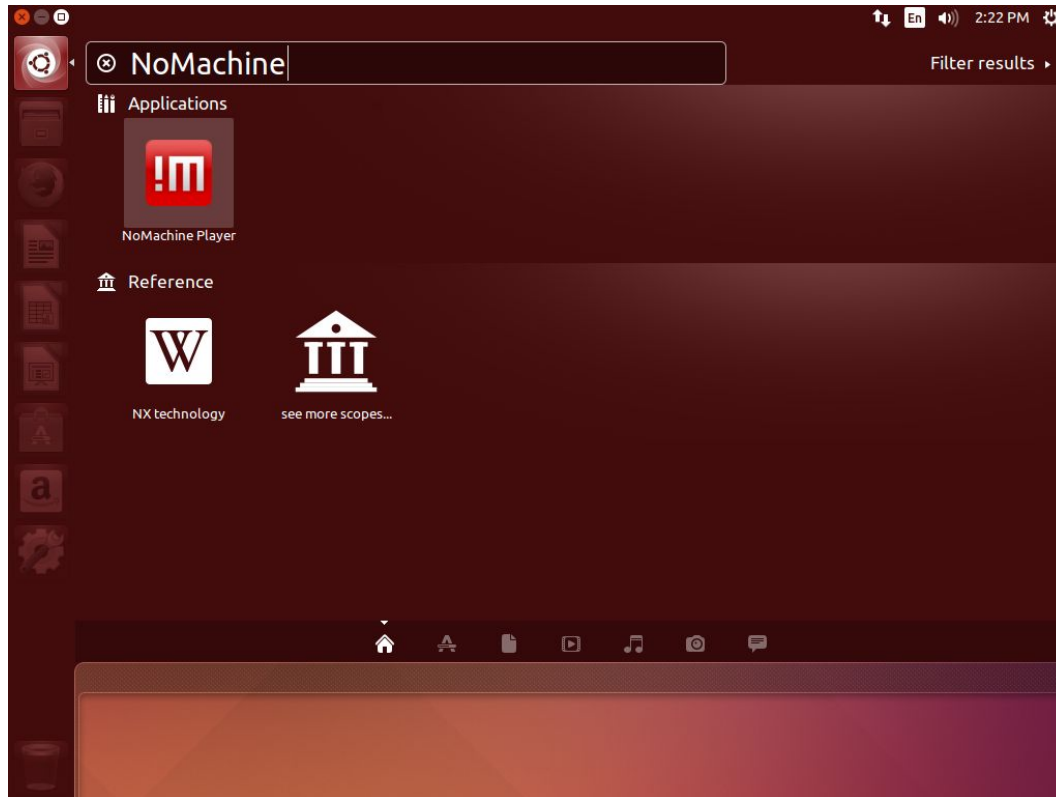 En 2:22 PM
NoMachine
Filter results
Applications
!M
NoMachine Player
Reference
W
NX technology
see more scopes...
a